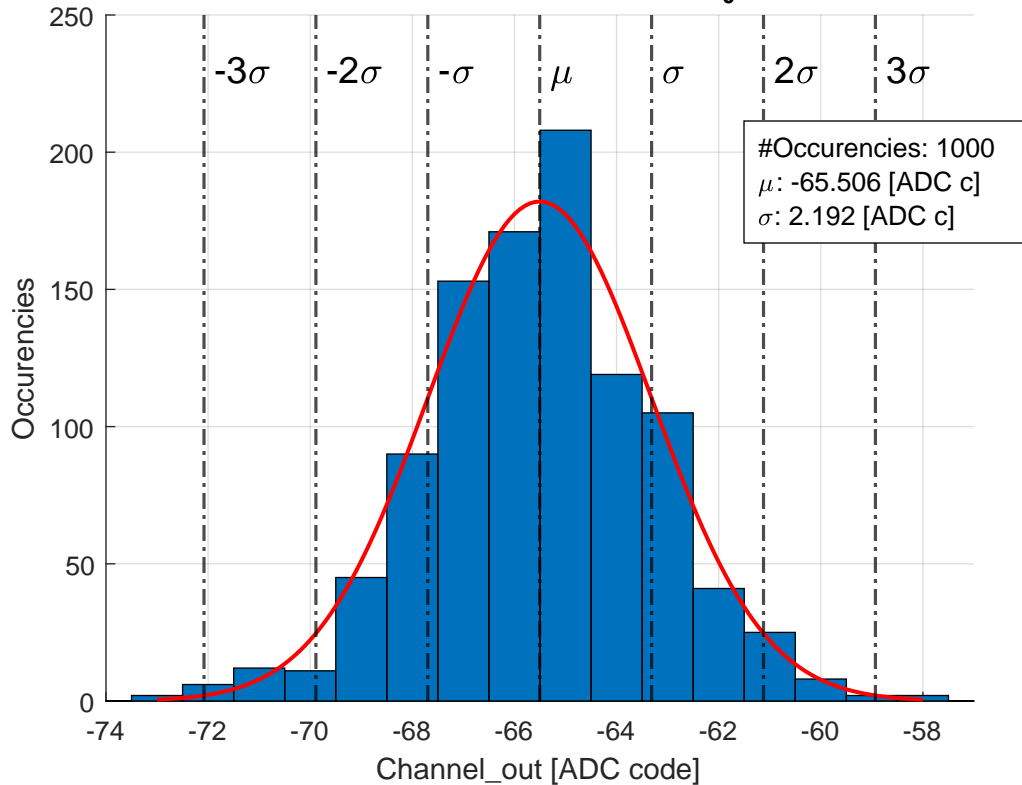 250
200
150
100
50
0
Occurencies
-3σ -2σ -σ μ σ 2σ 3σ
#Occurencies: 1000
μ: -65.506 [ADC c]
σ: 2.192 [ADC c]
-74 -72 -70 -68 -66 -64 -62 -60 -58
Channel_out [ADC code]